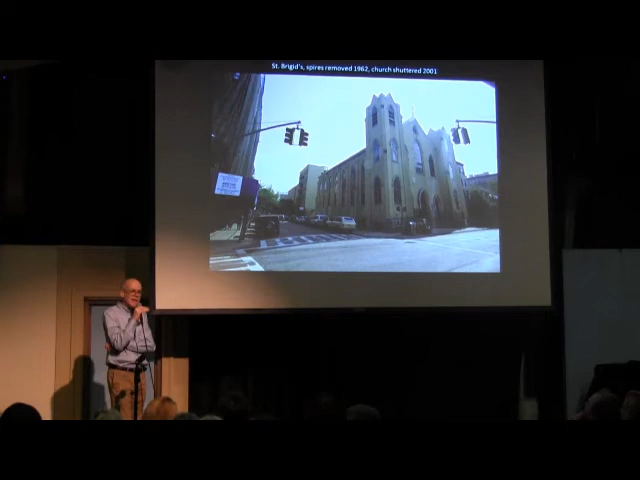 St. Brigid's, spires removed 1962, church shuttered 2001